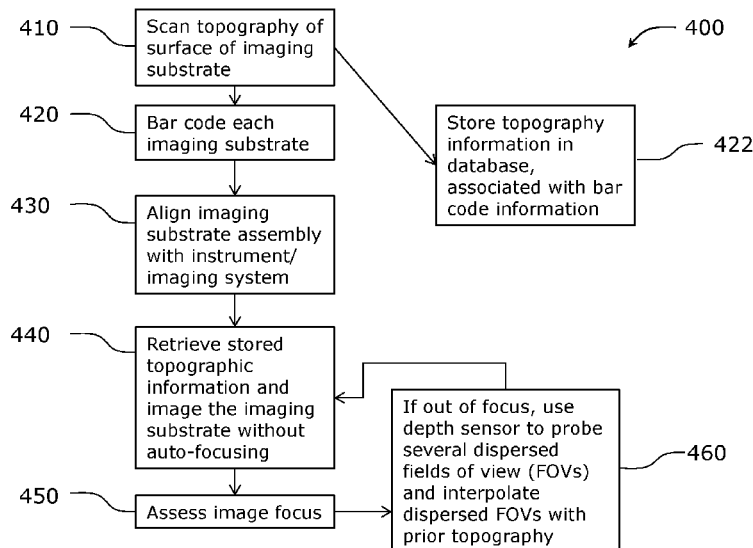 410
Scan topography of
surface of imaging
substrate
400
420
Bar code each
imaging substrate
Store topography
information in
database,
associated with bar
code information
422
430
Align imaging
substrate assembly
with instrument/
imaging system
440
Retrieve stored
topographic
information and
image the imaging
substrate without
auto-focusing
450
Assess image focus
If out of focus, use
depth sensor to probe
several dispersed
fields of view (FOVs)
and interpolate
dispersed FOVs with
prior topography
460